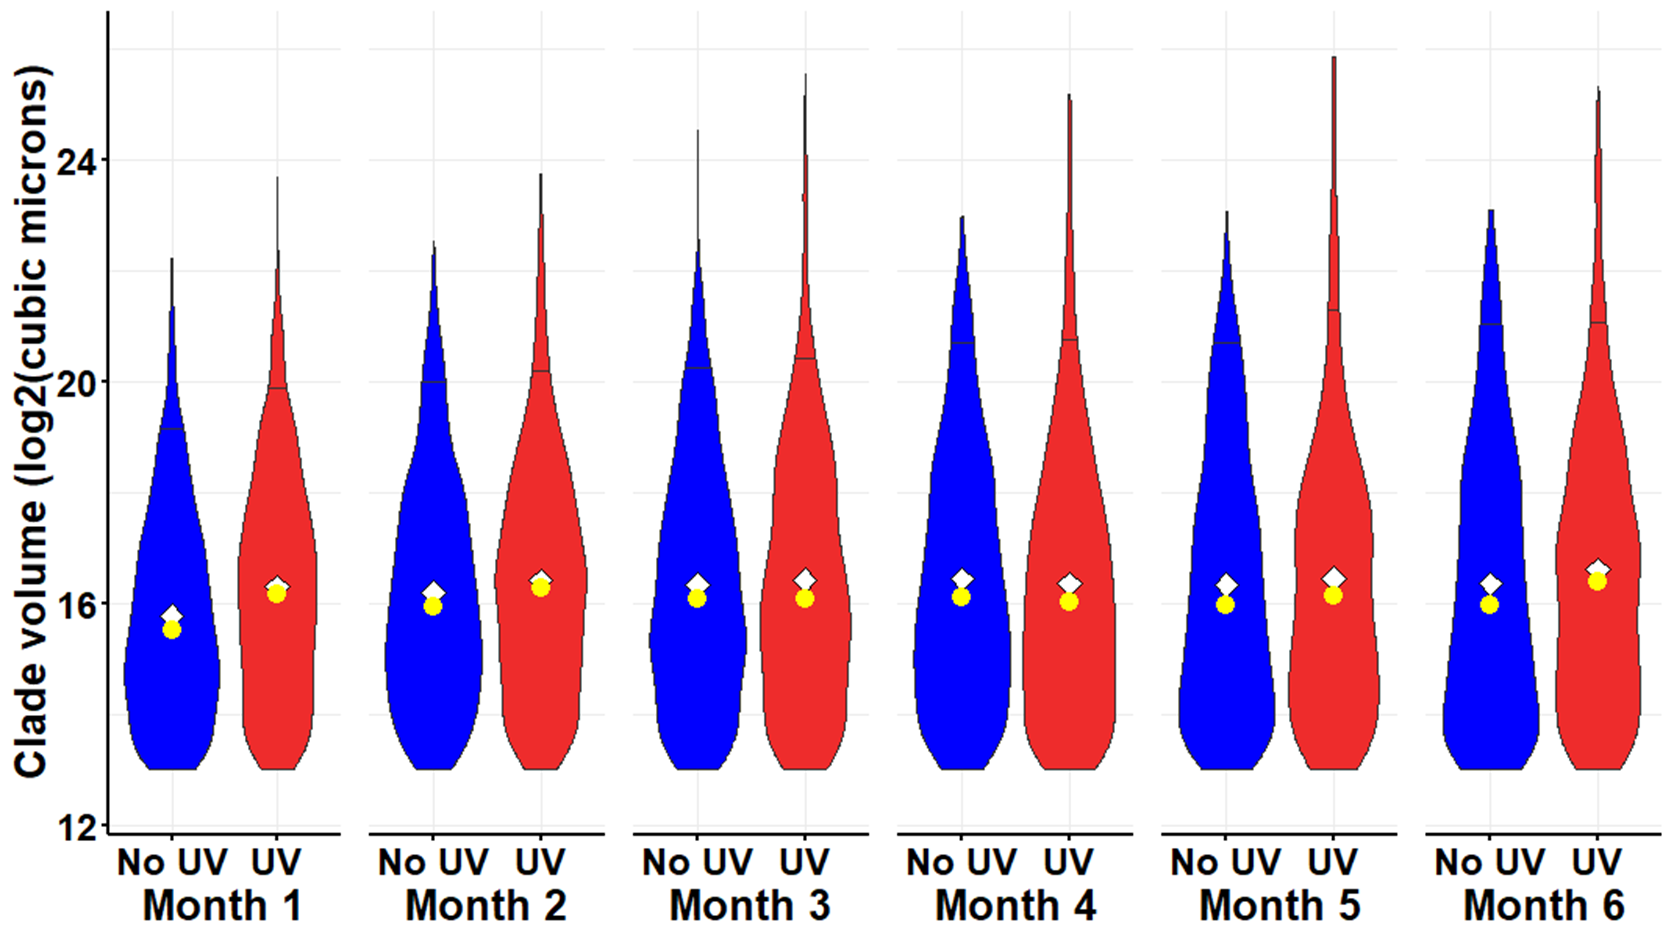 Clade volume (log2(cubic microns)
24
20
16
12
No UV UV No UV UV No UV UV No UV UV No UV UV No UV UV
Month 1 Month 2 Month 3 Month 4 Month 5 Month 6